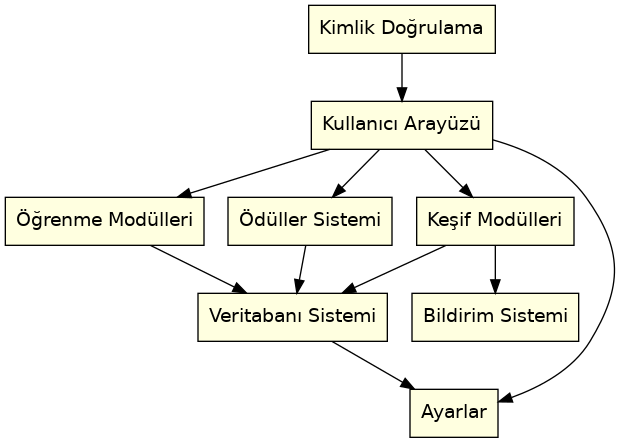 Kimlik Doğrulama
Kullanıcı Arayüzü
Öğrenme Modülleri
Ödüller Sistemi
Keşif Modülleri
Veritabanı Sistemi
Bildirim Sistemi
Ayarlar